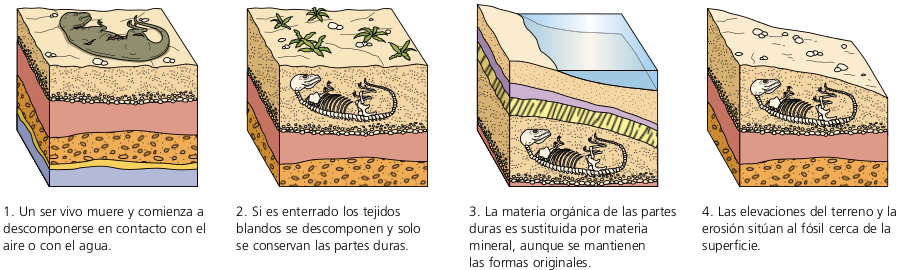 1. Un ser vivo muere y comienza a
descomponerse en contacto con el
aire o con el agua.
2. Si es enterrado los tejidos
blandos se descomponen y solo
se conservan las partes duras.
3. La materia orgánica de las partes
duras es sustituida por materia
mineral, aunque se mantienen
las formas originales.
4. Las elevaciones del terreno y la
erosión sitúan al fósil cerca de la
superficie.